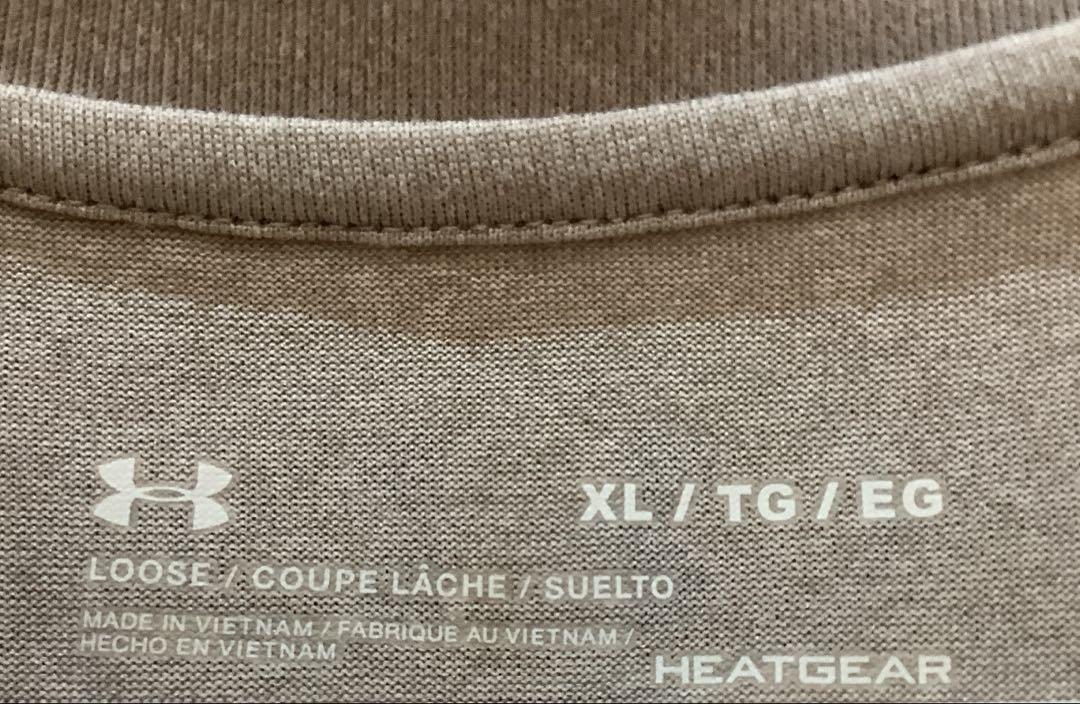 XL / TG / EG
LOOSE / COUPE LÂCHE / SUELTO
MADE IN VIETNAM / FABRIQUE AU VIETNAM /
HECHO EN VIETNAM
HEATGEAR